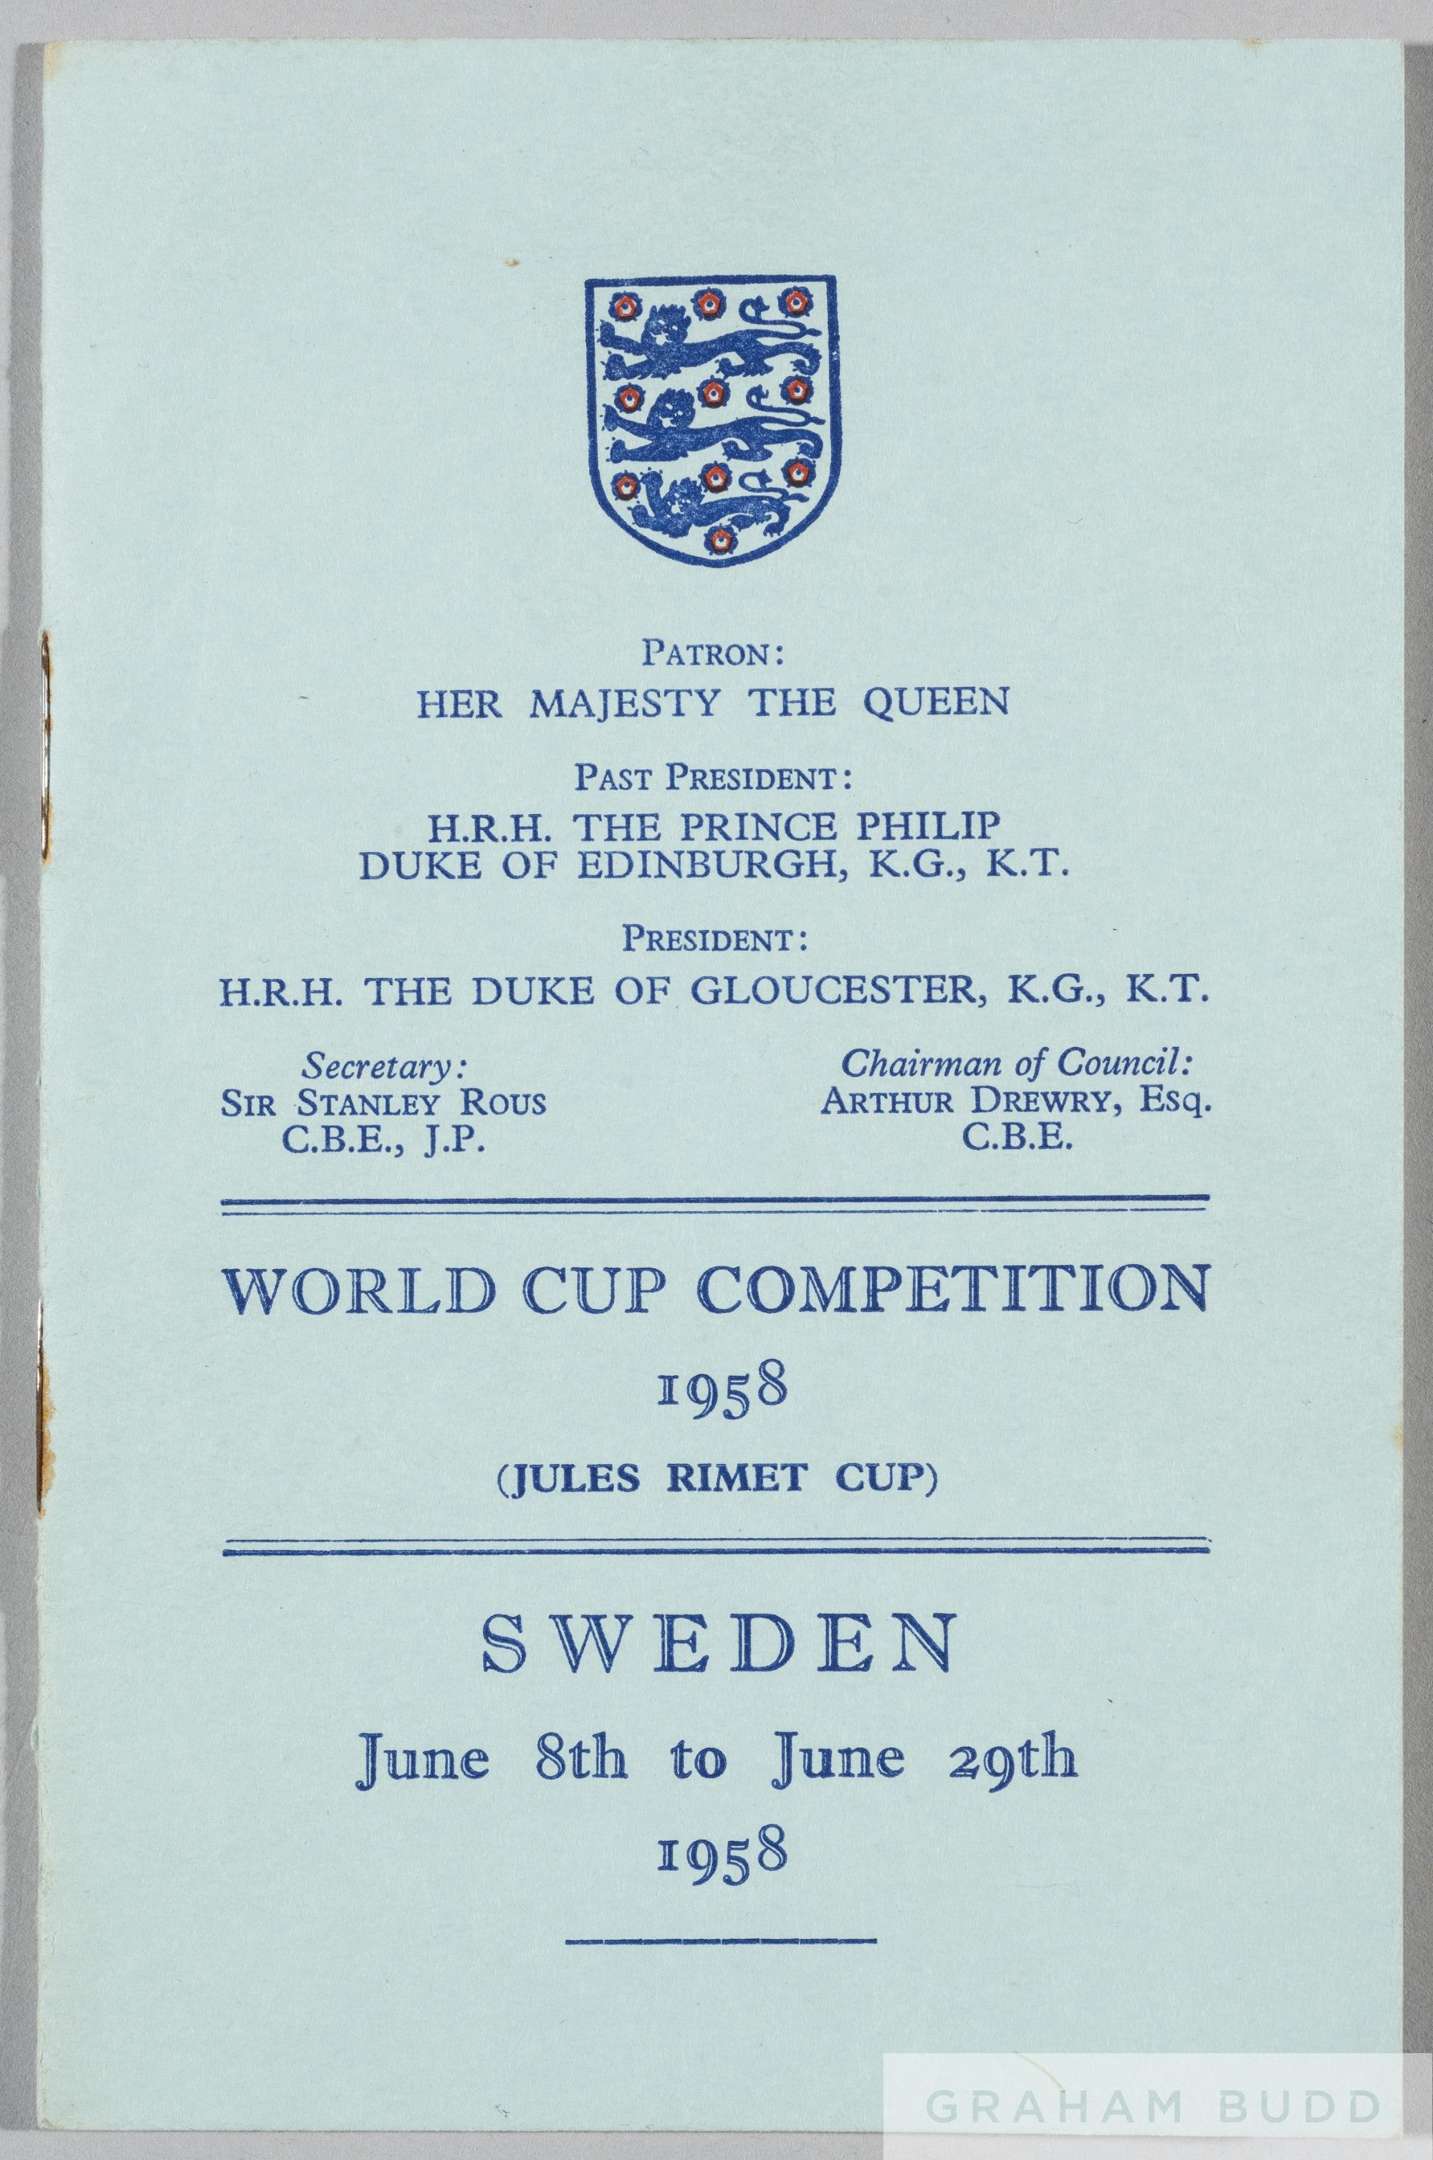 PATRON:
HER MAJESTY THE QUEEN
PAST PRESIDENT:
H.R.H. THE PRINCE PHILIP
DUKE OF EDINBURGH, K.G., K.T.
PRESIDENT:
H.R.H. THE DUKE OF GLOUCESTER, K.G., K.T.
Secretary:
SIR STANLEY ROUS
C.B.E., J.P.
Chairman of Council:
ARTHUR DREWRY, Esq.
C.B.E.
WORLD CUP COMPETITION
1958
(JULES RIMET CUP)
SWEDEN
June 8th to June 29th
1958
GRAHAM BUDD